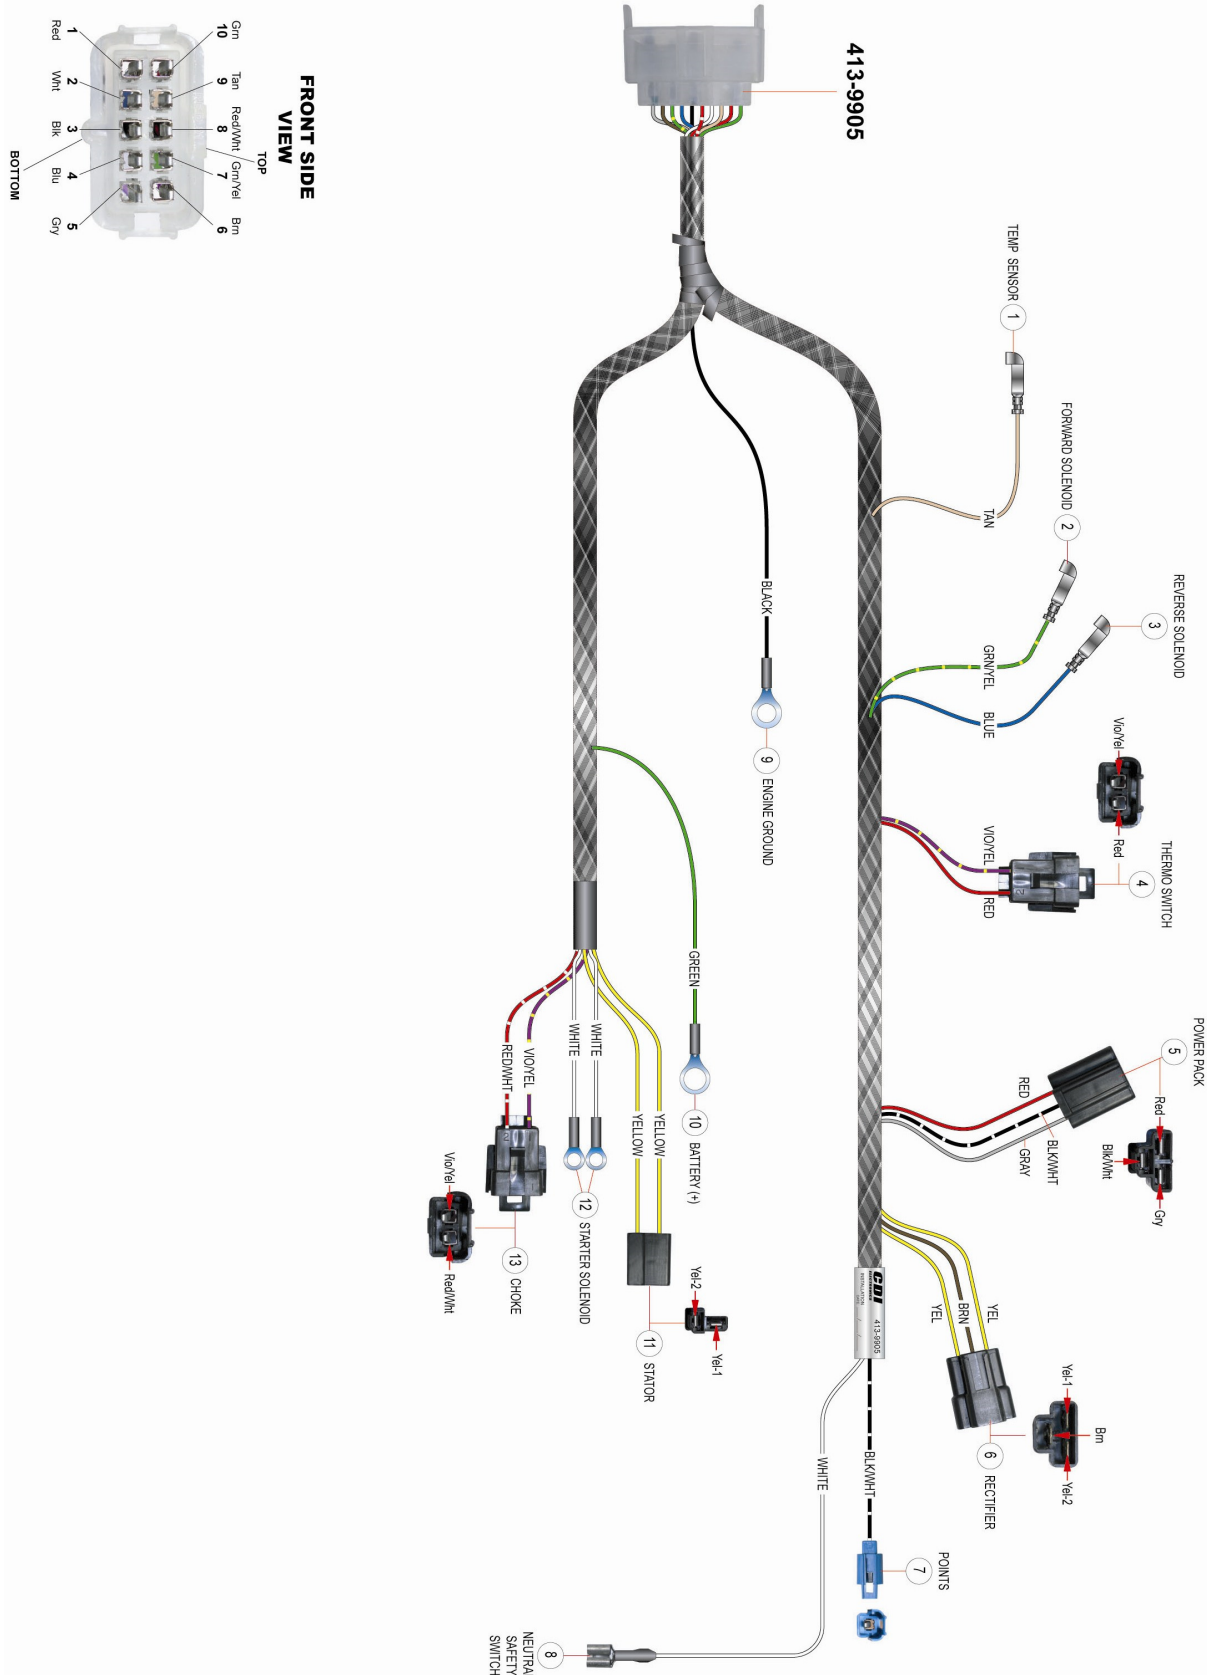 413-9905
FRONT SIDE
VIEW
TOP
BOTTOM
10 Grn
9 Tan
8 Red/Wht
7 Grn/Yel
6 Brn
1 Red
2 Wht
3 Blk
4 Blu
5 Gry
TEMP SENSOR 1
TAN
FORWARD SOLENOID 2
GRN/YEL
REVERSE SOLENOID 3
BLUE
THERMO SWITCH 4
Vio/Yel
Red
VIO/YEL
RED
POWER PACK 5
Red
Blk/Wht
Gry
RED
BLK/WHT
GRAY
6 RECTIFIER
Yel-1
Brn
Yel-2
YEL
BRN
YEL
CDI
ELECTRONICS
413-9905
INSTALLATION
POINTS 7
BLK/WHT
NEUTRA
SAFETY
SWITCH
8
WHITE
BLACK
9 ENGINE GROUND
GREEN
10 BATTERY (+)
YELLOW
YELLOW
11 STATOR
Yel-2
Yel-1
WHITE
WHITE
12 STARTER SOLENOID
VIO/YEL
RED/WHT
13 CHOKE
Vio/Yel
Red/Wht